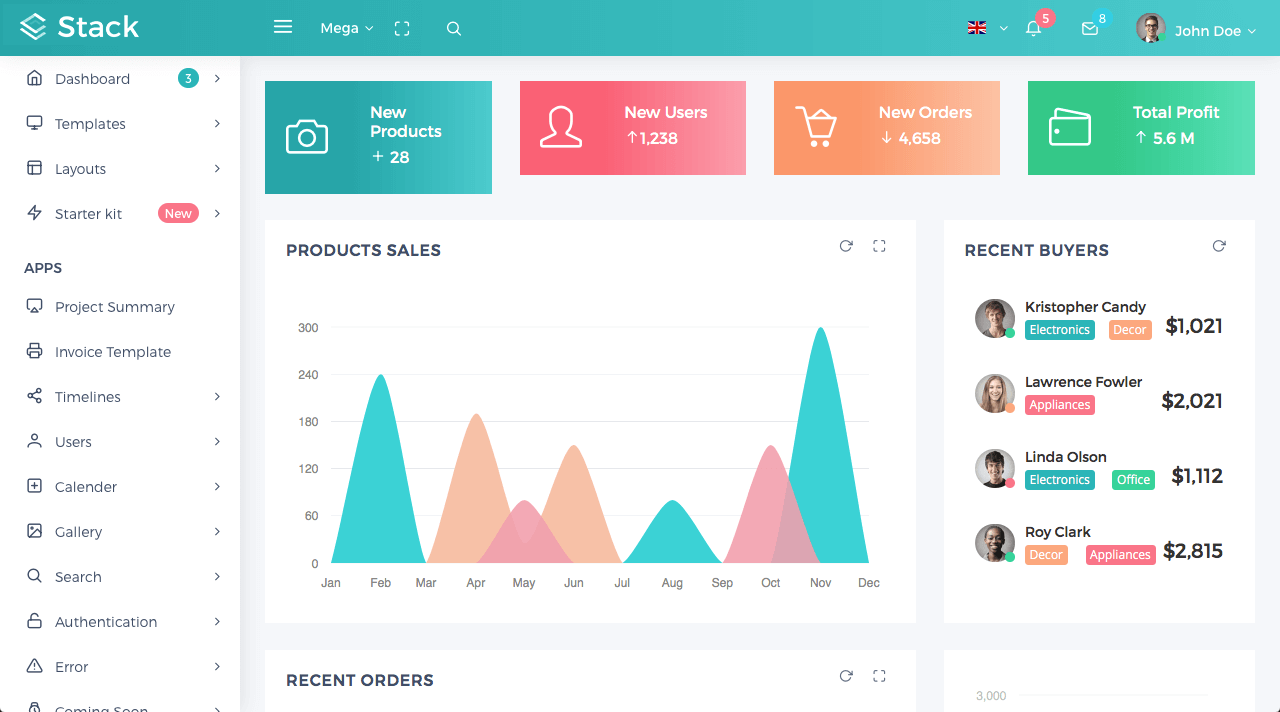 Stack
Mega
5
8
John Doe
Dashboard 3
Templates
Layouts
Starter kit New
APPS
Project Summary
Invoice Template
Timelines
Users
Calender
Gallery
Search
Authentication
Error
Coming Soon
New
Products
+ 28
New Users
↑1,238
New Orders
↓ 4,658
Total Profit
↑ 5.6 M
PRODUCTS SALES
300
240
180
120
60
0
Jan Feb Mar Apr May Jun Jul Aug Sep Oct Nov Dec
RECENT BUYERS
Kristopher Candy
Electronics Decor $1,021
Lawrence Fowler
Appliances $2,021
Linda Olson
Electronics Office $1,112
Roy Clark
Decor Appliances $2,815
RECENT ORDERS
3,000